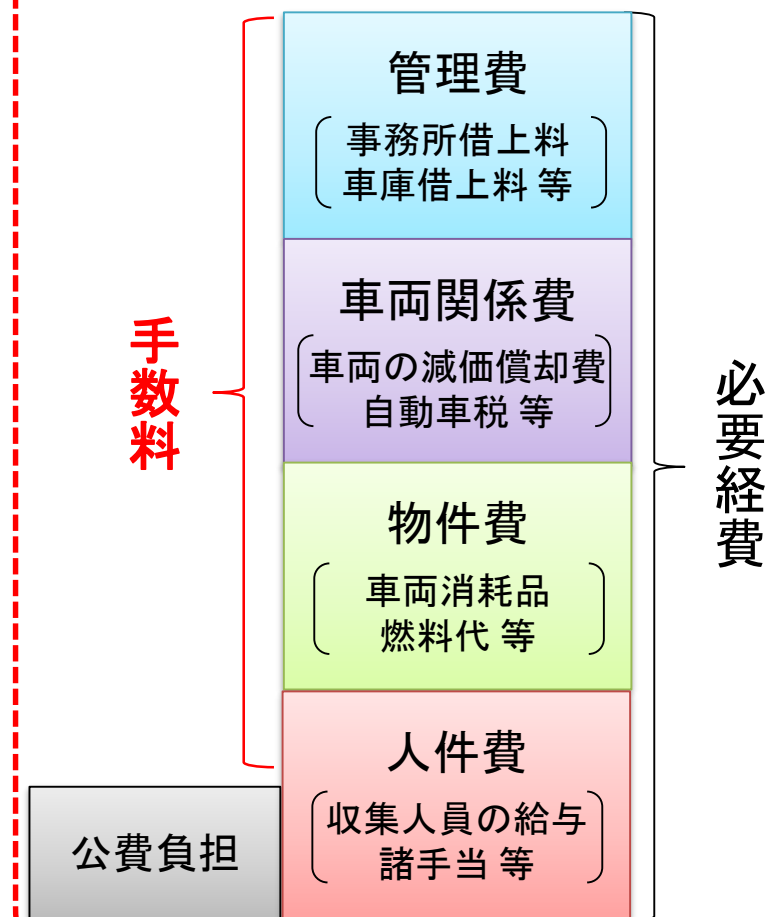 管理費
事務所借上料
車庫借上料 等
車両関係費
車両の減価償却費
自動車税 等
手数料
必要経費
物件費
車両消耗品
燃料代 等
人件費
収集人員の給与
諸手当 等
公費負担